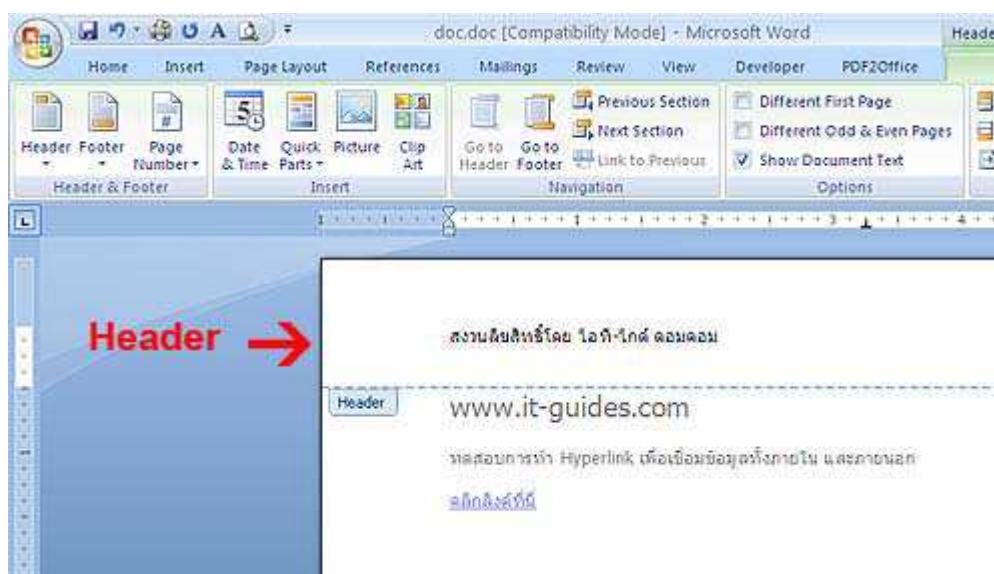 doc.doc [Compatibility Mode] - Microsoft Word
Heade
Home Insert Page Layout References Mailings Review View Developer PDF2Office
Header Footer Page Number
Date & Time Quick Parts Picture Clip Art
Go to Header Go to Footer
Previous Section
Next Section
Link to Previous
Different First Page
Different Odd & Even Pages
Show Document Text
Header & Footer Insert Navigation Options
1 1 2 3 4
Header
สงวนลิขสิทธิ์โดย ไอที-ไกด์ ดอมดอม
Header
www.it-guides.com
ทดสอบการทำ Hyperlink เพื่อเชื่อมข้อมูลทั้งภายใน และภายนอก
คลิกลิงค์ที่นี่